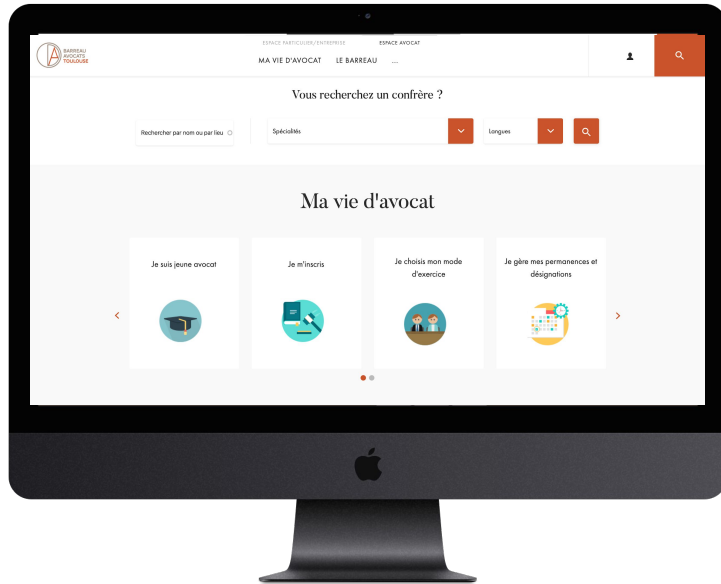 BARREAU
AVOCATS
TOULOUSE
ESPACE PARTICULIER/ENTREPRISE
ESPACE AVOCAT
MA VIE D'AVOCAT
LE BARREAU
...
Vous recherchez un confrère ?
Rechercher par nom ou par lieu
Spécialités
Langues
Ma vie d'avocat
Je suis jeune avocat
Je m'inscris
Je choisis mon mode
d'exercice
Je gère mes permanences et
désignations